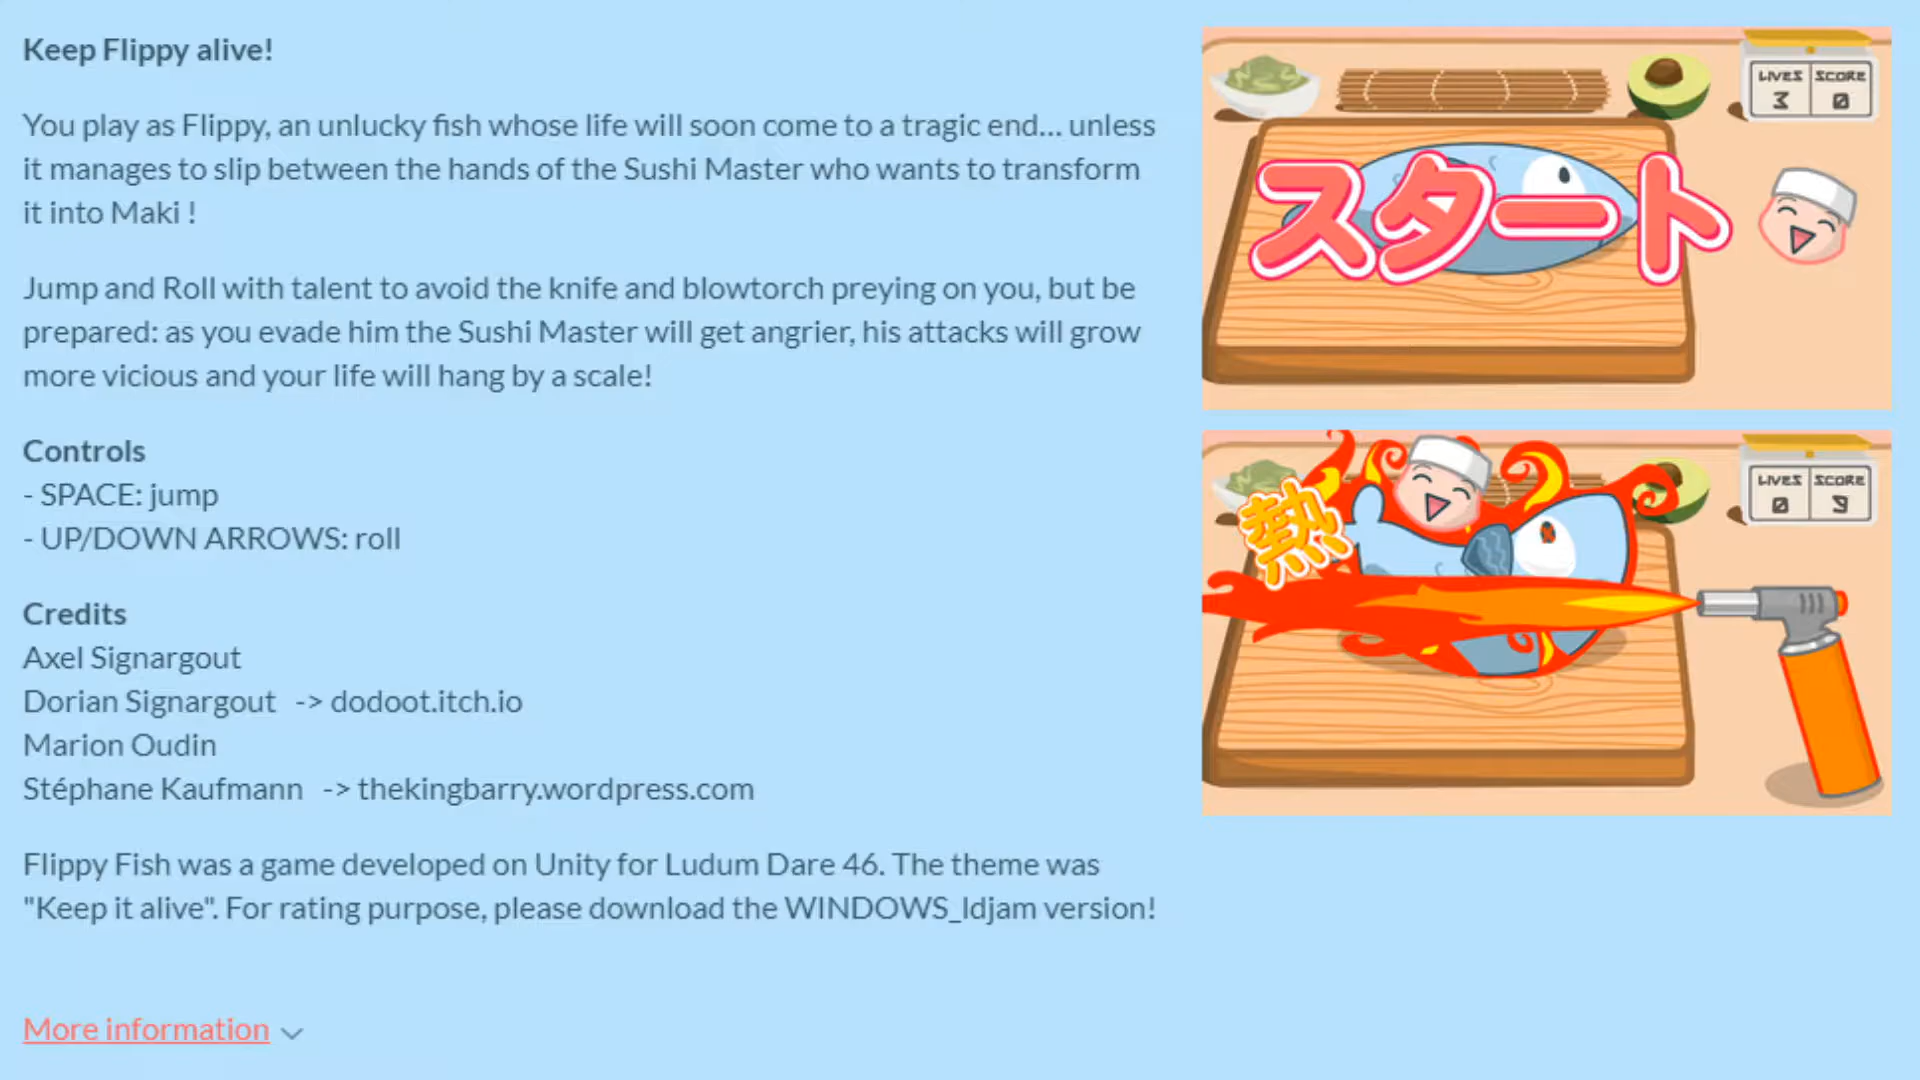 Keep Flippy alive!
You play as Flippy, an unlucky fish whose life will soon come to a tragic end... unless
it manages to slip between the hands of the Sushi Master who wants to transform
it into Maki !
Jump and Roll with talent to avoid the knife and blowtorch preying on you, but be
prepared: as you evade him the Sushi Master will get angrier, his attacks will grow
more vicious and your life will hang by a scale!
Controls
- SPACE: jump
- UP/DOWN ARROWS: roll
Credits
Axel Signargout
Dorian Signargout -> dodoot.itch.io
Marion Oudin
Stéphane Kaufmann -> thekingbarry.wordpress.com
Flippy Fish was a game developed on Unity for Ludum Dare 46. The theme was
"Keep it alive". For rating purpose, please download the WINDOWS_ldjam version!
More information
LIVES SCORE
3 0
スタート
LIVES SCORE
0 9
熱